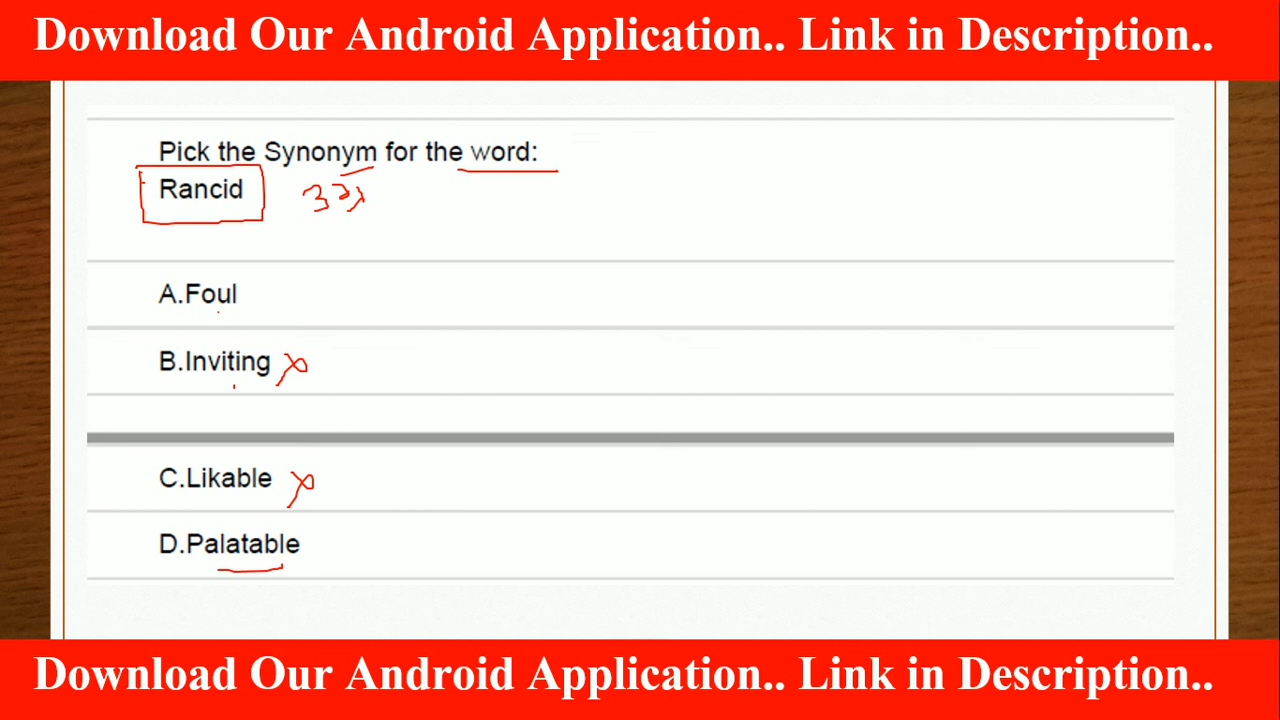 Download Our Android Application.. Link in Description..
Pick the Synonym for the word:
Rancid
A.Foul
B.Inviting
C.Likable
D.Palatable
Download Our Android Application.. Link in Description..